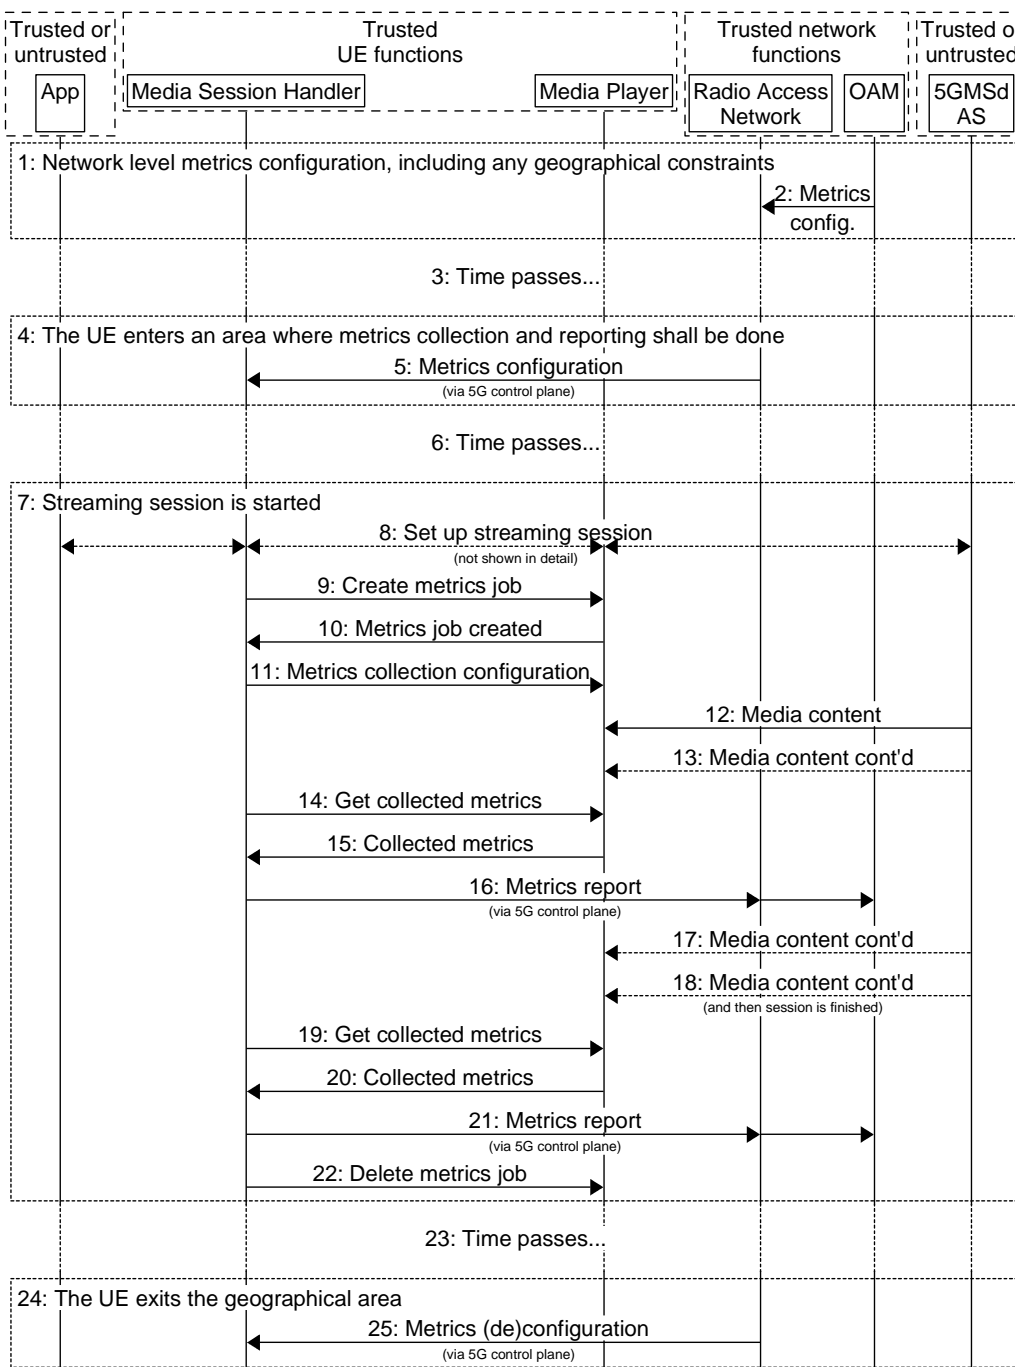 Trusted or
untrusted
Trusted
UE functions
Trusted network
functions
Trusted o
untrusted
App
Media Session Handler
Media Player
Radio Access
Network
OAM
5GMSd
AS
1: Network level metrics configuration, including any geographical constraints
2: Metrics
config.
3: Time passes...
4: The UE enters an area where metrics collection and reporting shall be done
5: Metrics configuration
(via 5G control plane)
6: Time passes...
7: Streaming session is started
8: Set up streaming session
(not shown in detail)
9: Create metrics job
10: Metrics job created
11: Metrics collection configuration
12: Media content
13: Media content cont'd
14: Get collected metrics
15: Collected metrics
16: Metrics report
(via 5G control plane)
17: Media content cont'd
18: Media content cont'd
(and then session is finished)
19: Get collected metrics
20: Collected metrics
21: Metrics report
(via 5G control plane)
22: Delete metrics job
23: Time passes...
24: The UE exits the geographical area
25: Metrics (de)configuration
(via 5G control plane)